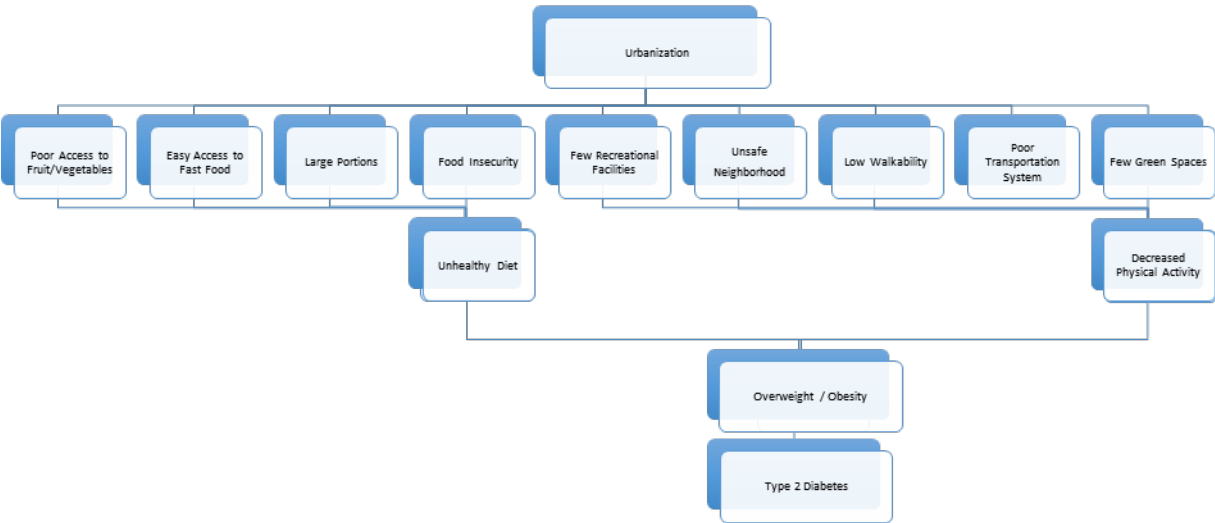 Urbanization
Poor Access to
Fruit/Vegetables
Easy Access to
Fast Food
Large Portions
Food Insecurity
Few Recreational
Facilities
Unsafe
Neighborhood
Low Walkability
Poor
Transportation
System
Few Green Spaces
Unhealthy Diet
Decreased
Physical Activity
Overweight / Obesity
Type 2 Diabetes